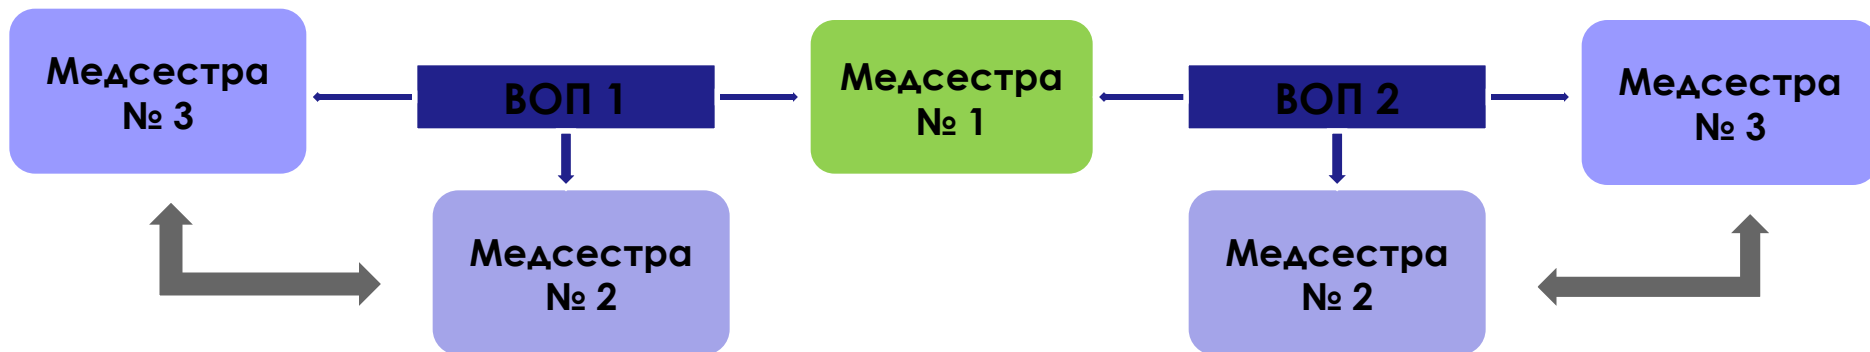 Медсестра
№ 3
ВОП 1
Медсестра
№ 1
ВОП 2
Медсестра
№ 3
Медсестра
№ 2
Медсестра
№ 2